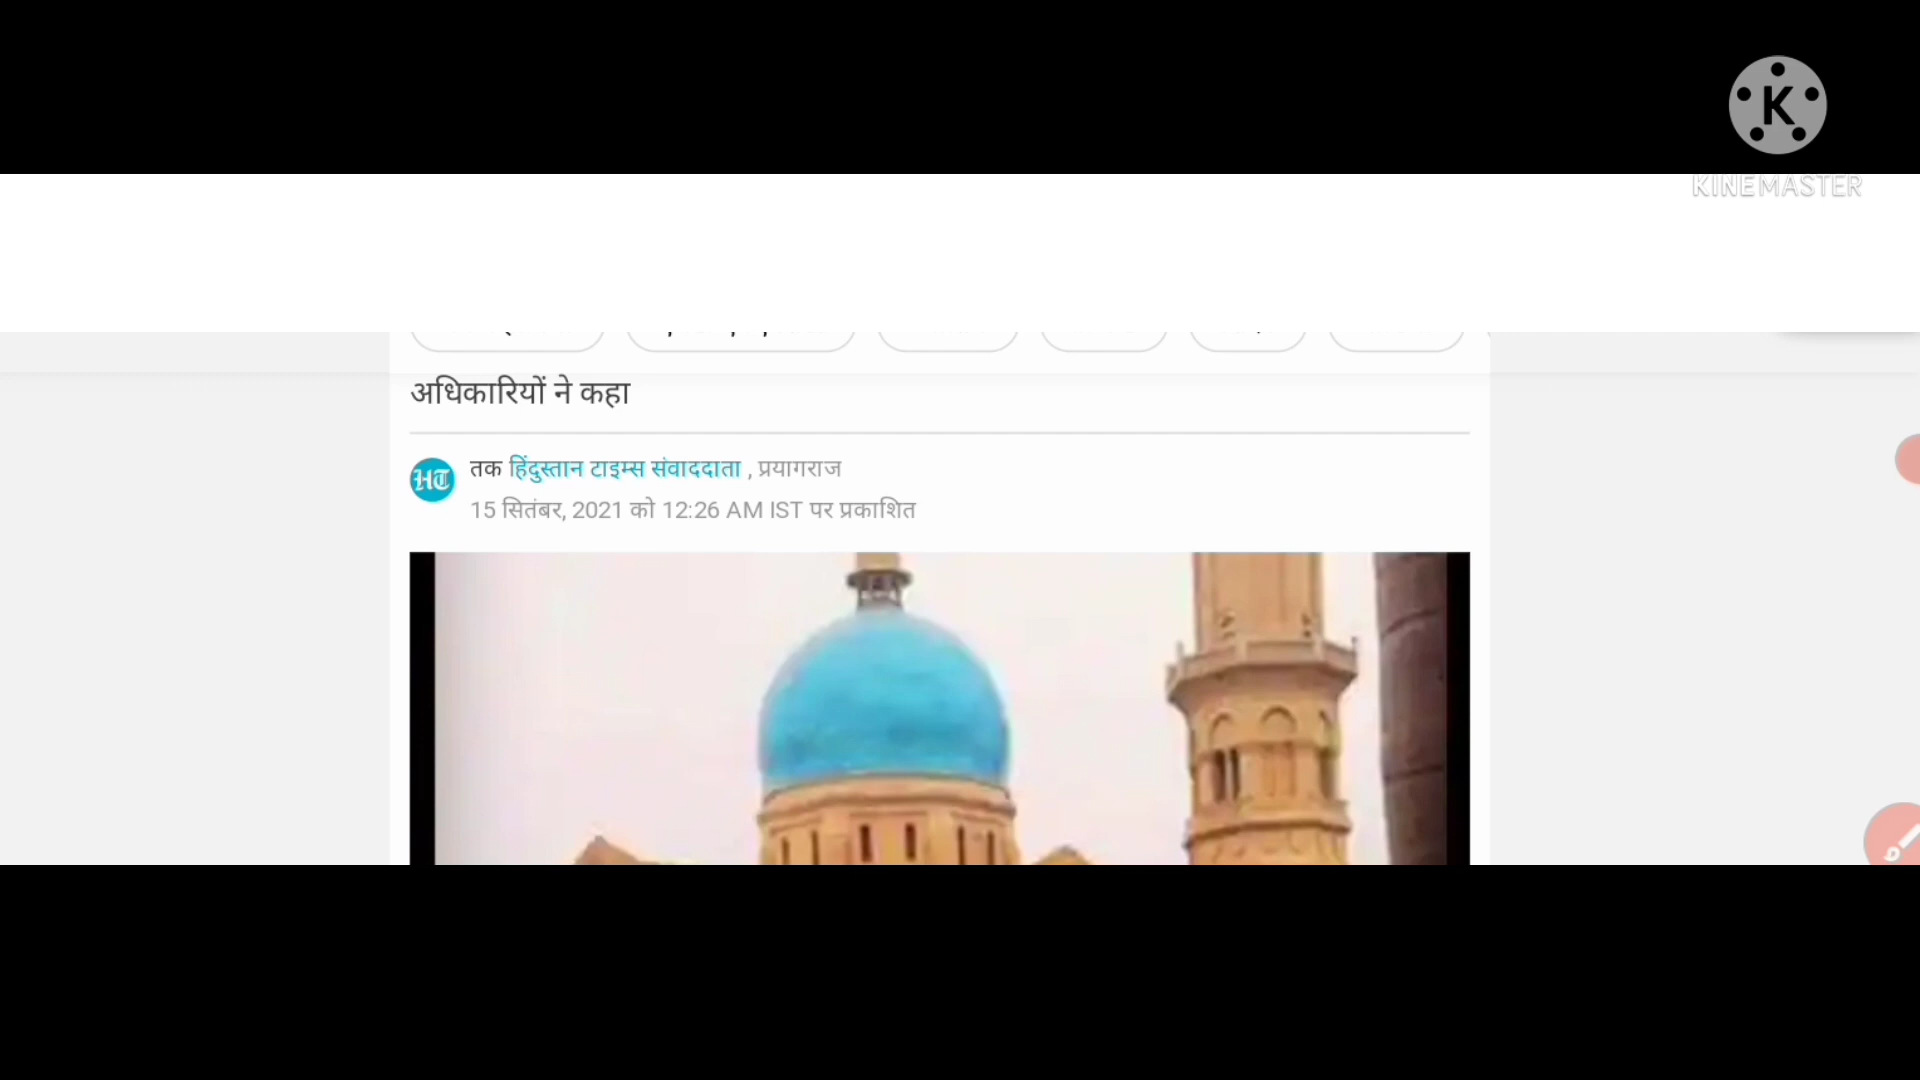 K
KINEMASTER
अधिकारियों ने कहा
HT
तक हिंदुस्तान टाइम्स संवाददाता , प्रयागराज
15 सितंबर, 2021 को 12:26 AM IST पर प्रकाशित